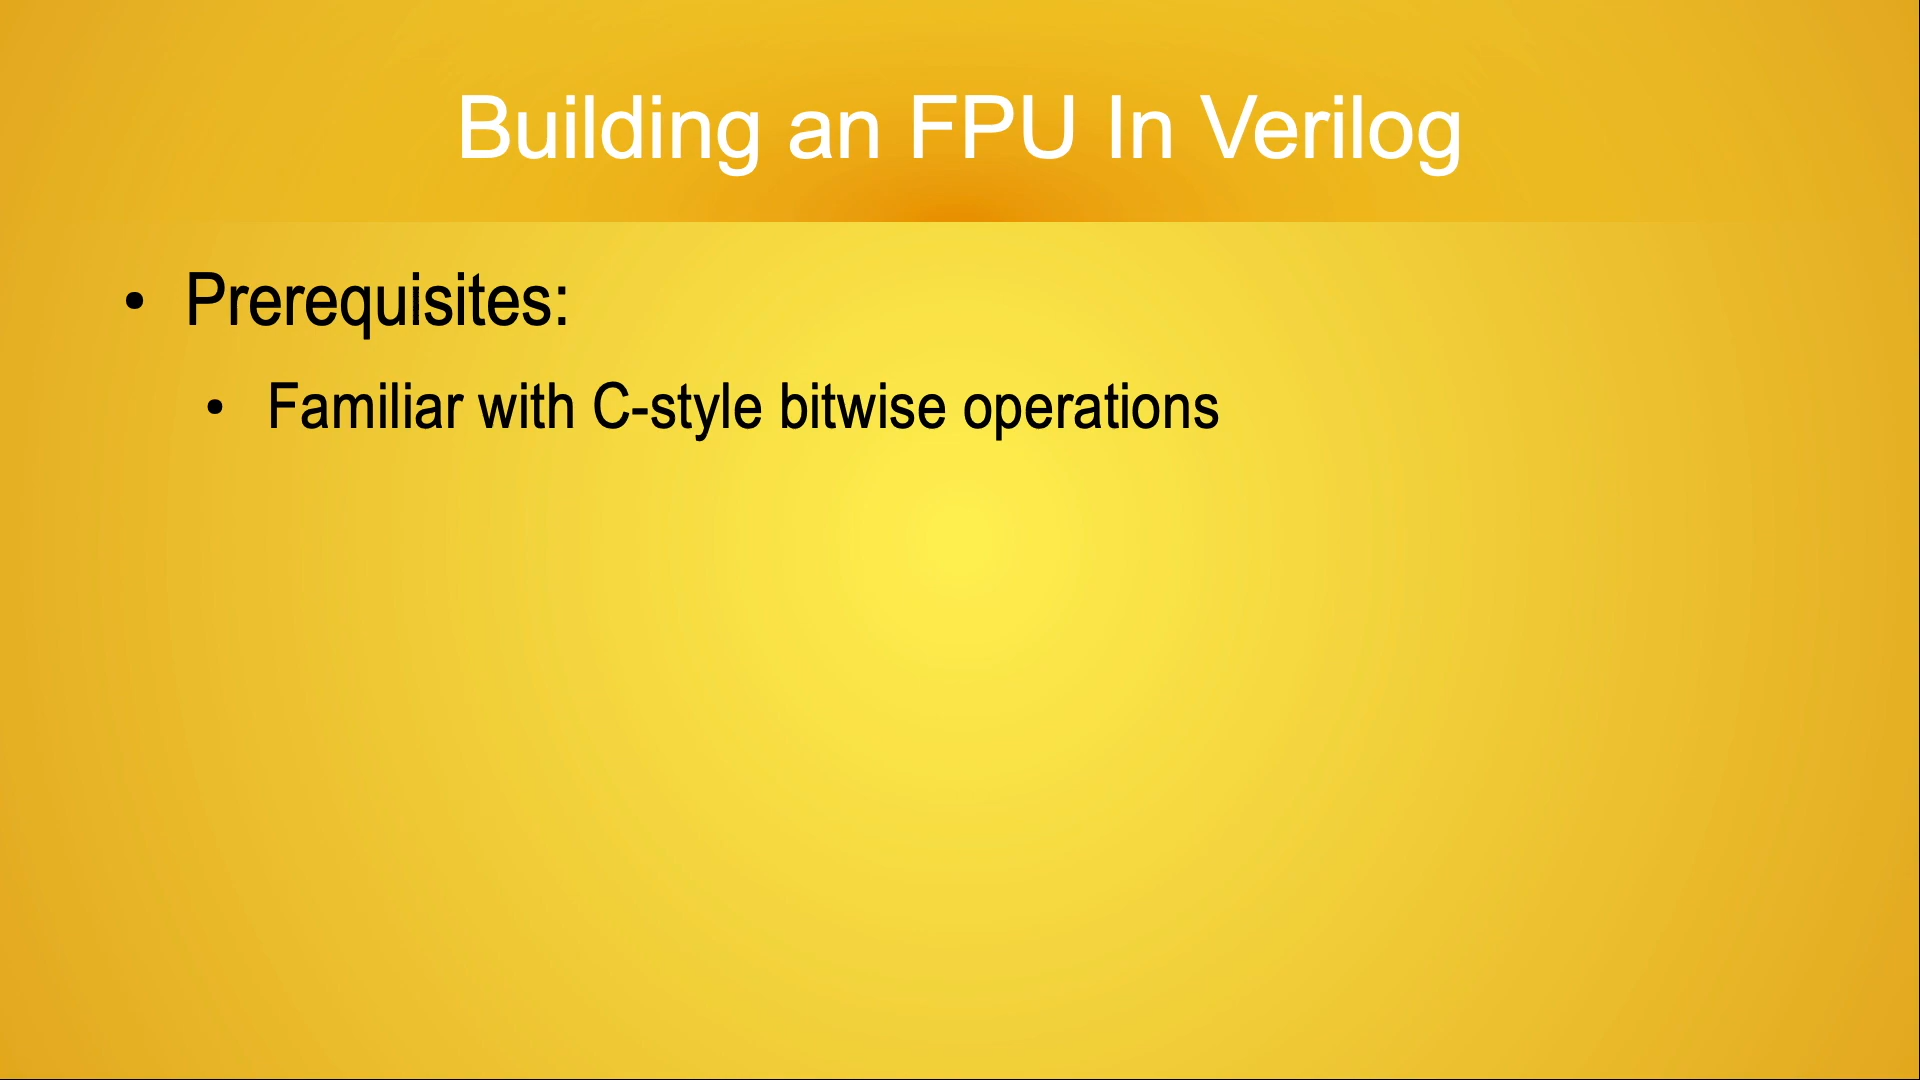 Building an FPU In Verilog
• Prerequisites:
• Familiar with C-style bitwise operations